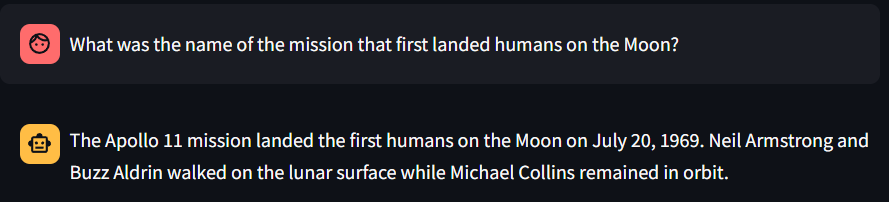 What was the name of the mission that first landed humans on the Moon?
The Apollo 11 mission landed the first humans on the Moon on July 20, 1969. Neil Armstrong and
Buzz Aldrin walked on the lunar surface while Michael Collins remained in orbit.